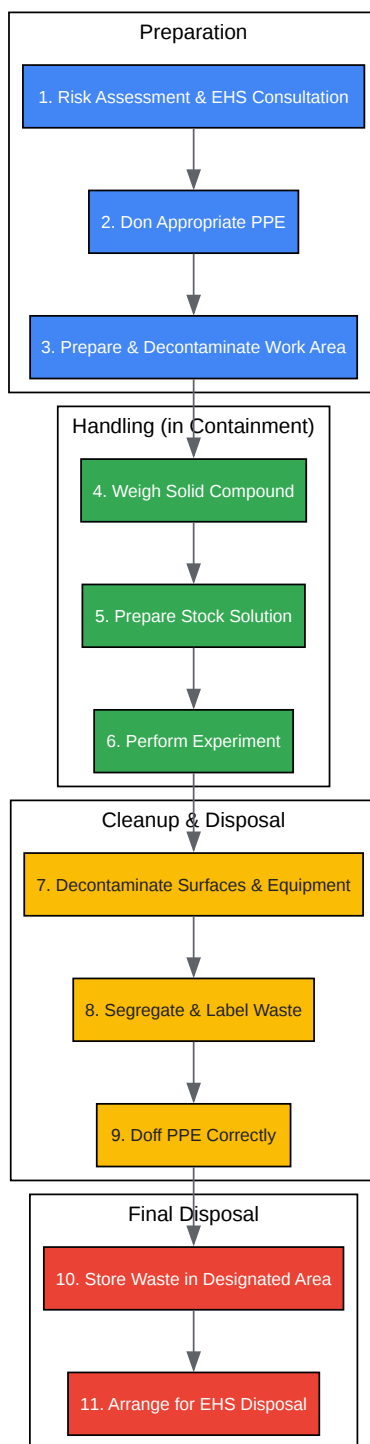 Preparation
1. Risk Assessment & EHS Consultation
2. Don Appropriate PPE
3. Prepare & Decontaminate Work Area
Handling (in Containment)
4. Weigh Solid Compound
5. Prepare Stock Solution
6. Perform Experiment
Cleanup & Disposal
7. Decontaminate Surfaces & Equipment
8. Segregate & Label Waste
9. Doff PPE Correctly
Final Disposal
10. Store Waste in Designated Area
11. Arrange for EHS Disposal